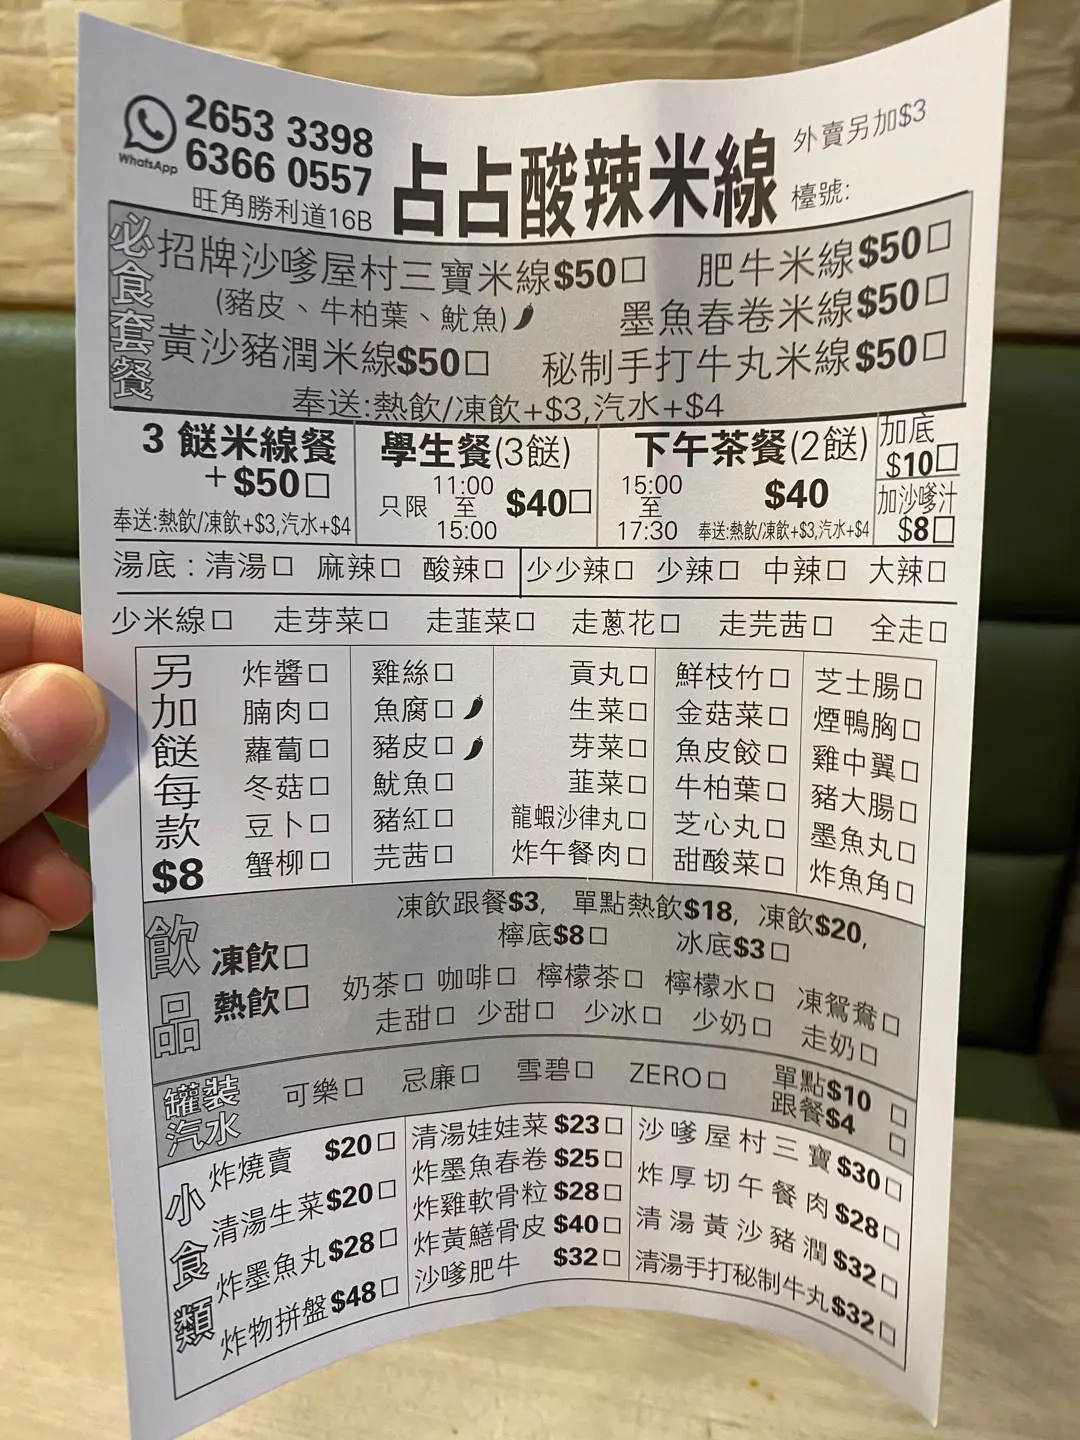 WhatsApp
2653 3398
6366 0557
旺角勝利道16B
占占酸辣米線
外賣另加$3
檯號:
必食套餐
招牌沙嗲屋村三寶米線$50□
肥牛米線$50□
(豬皮、牛柏葉、魷魚)
墨魚春卷米線$50□
黃沙豬潤米線$50□
秘制手打牛丸米線$50□
奉送:熱飲/凍飲+$3,汽水+$4
3 餸米線餐
+$50□
奉送:熱飲/凍飲+$3,汽水+$4
學生餐(3餸)
只限 11:00至15:00 $40□
下午茶餐(2餸)
15:00至17:30 $40
奉送:熱飲/凍飲+$3,汽水+$4
加底
$10□
加沙嗲汁
$8□
湯底:清湯□ 麻辣□ 酸辣□ 少少辣□ 少辣□ 中辣□ 大辣□
少米線□ 走芽菜□ 走韮菜□ 走蔥花□ 走芫茜□ 全走□
另加餸每款$8
炸醬□ 雞絲□ 貢丸□ 鮮枝竹□ 芝士腸□
腩肉□ 魚腐□ 生菜□ 金菇菜□ 煙鴨胸□
蘿蔔□ 豬皮□ 芽菜□ 魚皮餃□ 雞中翼□
冬菇□ 魷魚□ 韮菜□ 牛柏葉□ 豬大腸□
豆卜□ 豬紅□ 龍蝦沙律丸□ 芝心丸□ 墨魚丸□
蟹柳□ 芫茜□ 炸午餐肉□ 甜酸菜□ 炸魚角□
飲品
凍飲□
熱飲□
凍飲跟餐$3, 單點熱飲$18, 凍飲$20,
檸底$8□ 冰底$3□
奶茶□ 咖啡□ 檸檬茶□ 檸檬水□ 凍鴛鴦□
走甜□ 少甜□ 少冰□ 少奶□ 走奶□
罐裝汽水
可樂□ 忌廉□ 雪碧□ ZERO□
單點$10 □
跟餐$4 □
小食類
炸燒賣 $20□
清湯生菜$20□
炸墨魚丸$28□
炸物拼盤$48□
清湯娃娃菜$23□
炸墨魚春卷$25□
炸雞軟骨粒$28□
炸黃鱔骨皮$40□
沙嗲肥牛 $32□
沙嗲屋村三寶$30□
炸厚切午餐肉$28□
清湯黃沙豬潤$32□
清湯手打秘制牛丸$32□